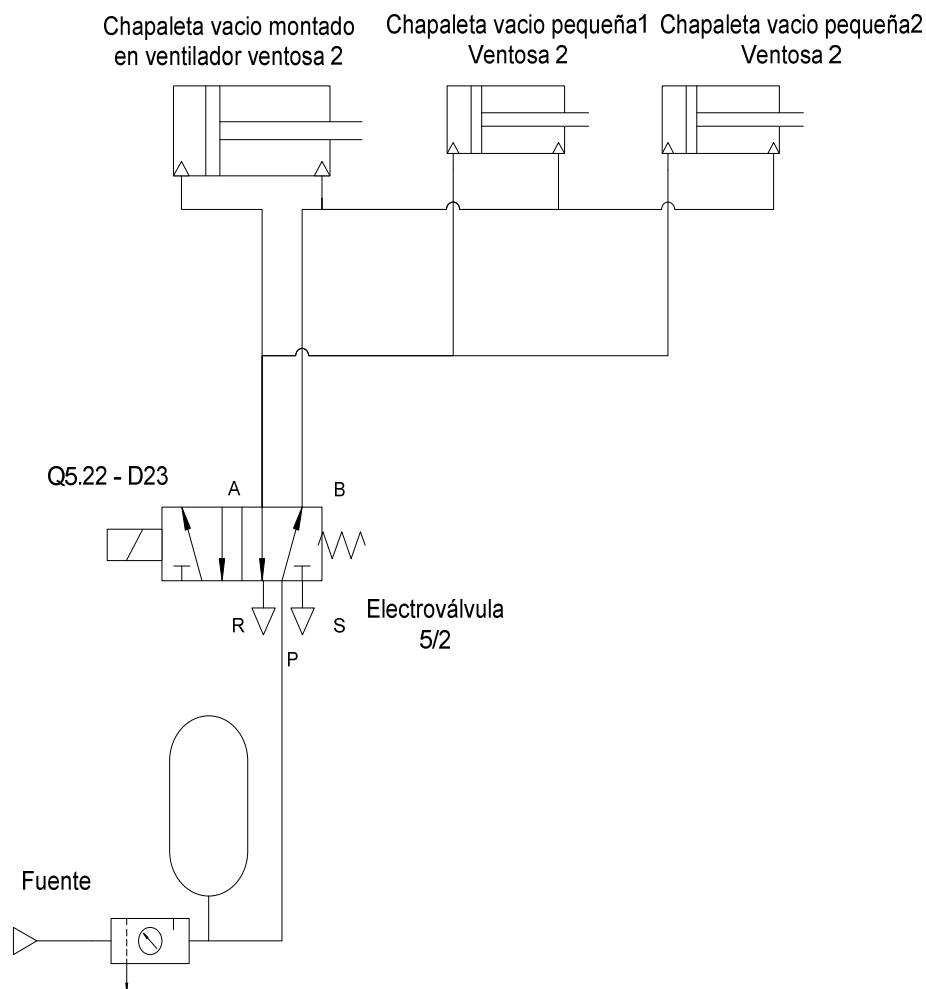 Chapaleta vacio montado
en ventilador ventosa 2
Chapaleta vacio pequeña1
Ventosa 2
Chapaleta vacio pequeña2
Ventosa 2
Q5.22 - D23
A
B
R
S
P
Electroválvula
5/2
Fuente